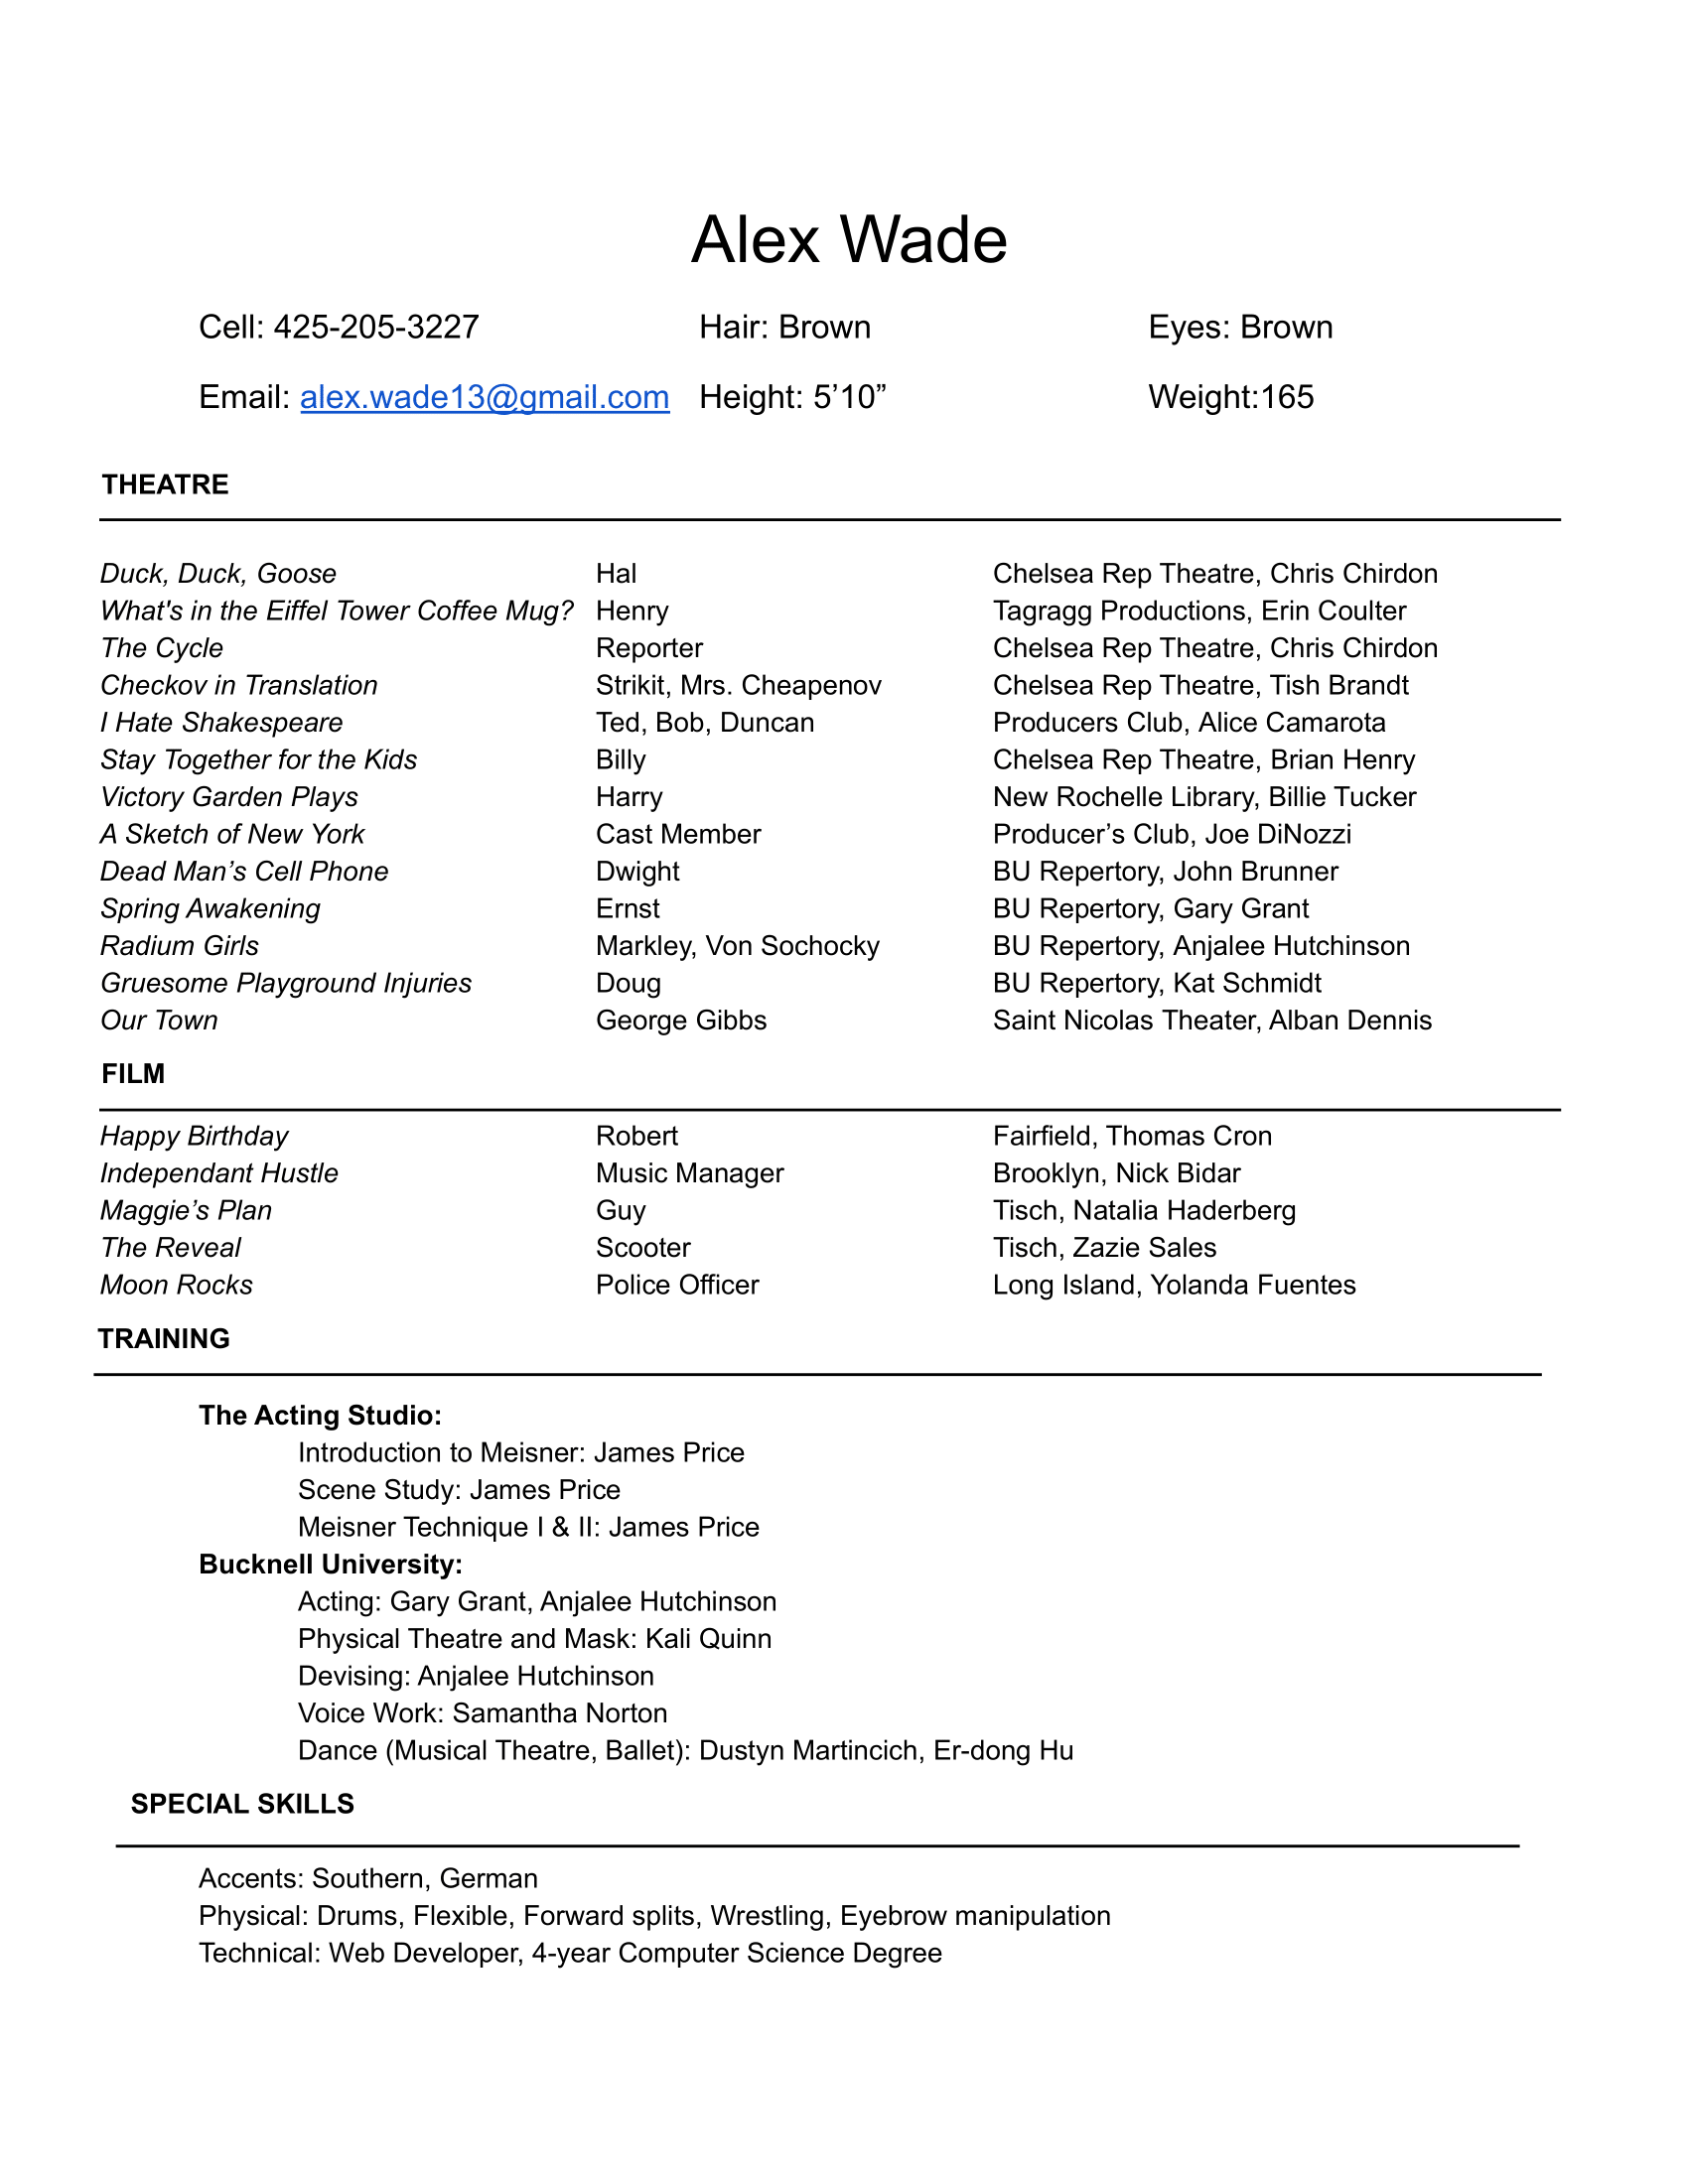 Alex Wade
Cell: 425-205-3227 Hair: Brown Eyes: Brown
Email: alex.wade13@gmail.com Height: 5’10” Weight:165
THEATRE
Duck, Duck, Goose Hal Chelsea Rep Theatre, Chris Chirdon
What's in the Eiffel Tower Coffee Mug? Henry Tagragg Productions, Erin Coulter
The Cycle Reporter Chelsea Rep Theatre, Chris Chirdon
Checkov in Translation Strikit, Mrs. Cheapenov Chelsea Rep Theatre, Tish Brandt
I Hate Shakespeare Ted, Bob, Duncan Producers Club, Alice Camarota
Stay Together for the Kids Billy Chelsea Rep Theatre, Brian Henry
Victory Garden Plays Harry New Rochelle Library, Billie Tucker
A Sketch of New York Cast Member Producer’s Club, Joe DiNozzi
Dead Man’s Cell Phone Dwight BU Repertory, John Brunner
Spring Awakening Ernst BU Repertory, Gary Grant
Radium Girls Markley, Von Sochocky BU Repertory, Anjalee Hutchinson
Gruesome Playground Injuries Doug BU Repertory, Kat Schmidt
Our Town George Gibbs Saint Nicolas Theater, Alban Dennis
FILM
Happy Birthday Robert Fairfield, Thomas Cron
Independant Hustle Music Manager Brooklyn, Nick Bidar
Maggie’s Plan Guy Tisch, Natalia Haderberg
The Reveal Scooter Tisch, Zazie Sales
Moon Rocks Police Officer Long Island, Yolanda Fuentes
TRAINING
The Acting Studio:
Introduction to Meisner: James Price
Scene Study: James Price
Meisner Technique I & II: James Price
Bucknell University:
Acting: Gary Grant, Anjalee Hutchinson
Physical Theatre and Mask: Kali Quinn
Devising: Anjalee Hutchinson
Voice Work: Samantha Norton
Dance (Musical Theatre, Ballet): Dustyn Martincich, Er-dong Hu
SPECIAL SKILLS
Accents: Southern, German
Physical: Drums, Flexible, Forward splits, Wrestling, Eyebrow manipulation
Technical: Web Developer, 4-year Computer Science Degree